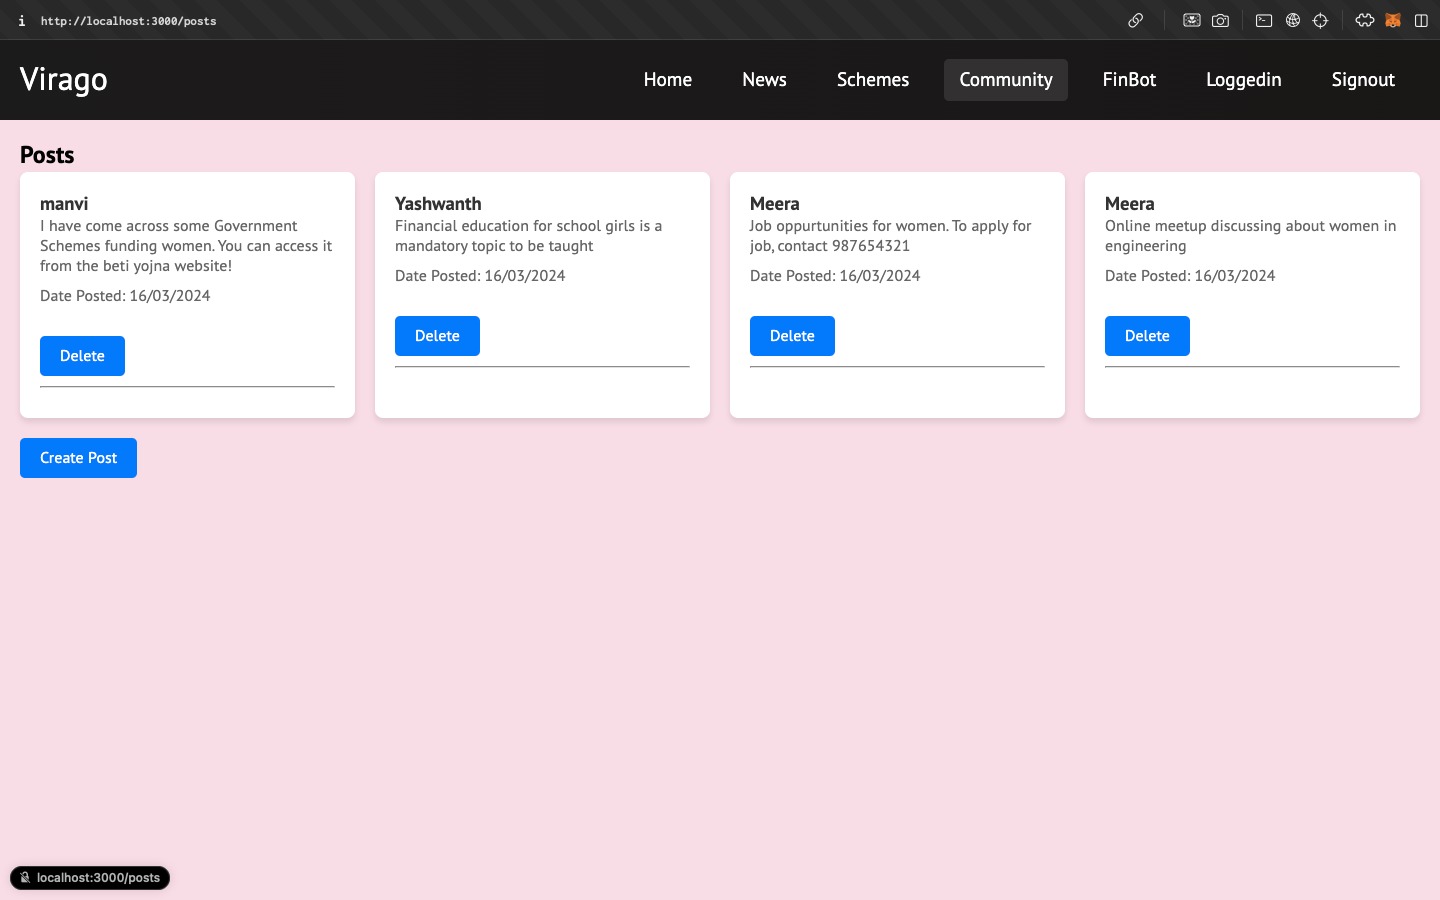 i http://localhost:3000/posts
Virago Home News Schemes Community FinBot Loggedin Signout
Posts
manvi
I have come across some Government
Schemes funding women. You can access it
from the beti yojna website!
Date Posted: 16/03/2024
Delete
Yashwanth
Financial education for school girls is a
mandatory topic to be taught
Date Posted: 16/03/2024
Delete
Meera
Job oppurtunities for women. To apply for
job, contact 987654321
Date Posted: 16/03/2024
Delete
Meera
Online meetup discussing about women in
engineering
Date Posted: 16/03/2024
Delete
Create Post
localhost:3000/posts